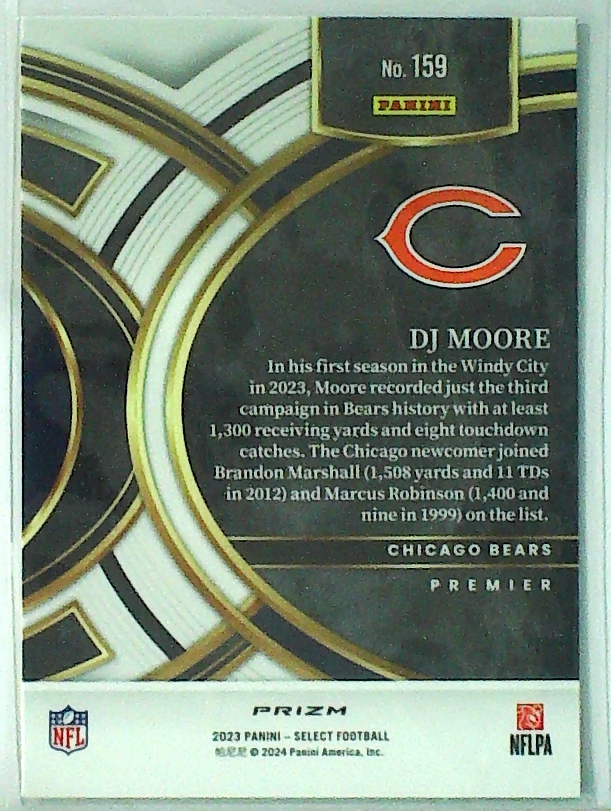 No. 159
PANINI
DJ MOORE
In his first season in the Windy City
in 2023, Moore recorded just the third
campaign in Bears history with at least
1,300 receiving yards and eight touchdown
catches. The Chicago newcomer joined
Brandon Marshall (1,508 yards and 11 TDs
in 2012) and Marcus Robinson (1,400 and
nine in 1999) on the list.
CHICAGO BEARS
PREMIER
PRIZM
NFL
2023 PANINI – SELECT FOOTBALL
帕尼尼 © 2024 Panini America, Inc.
NFLPA